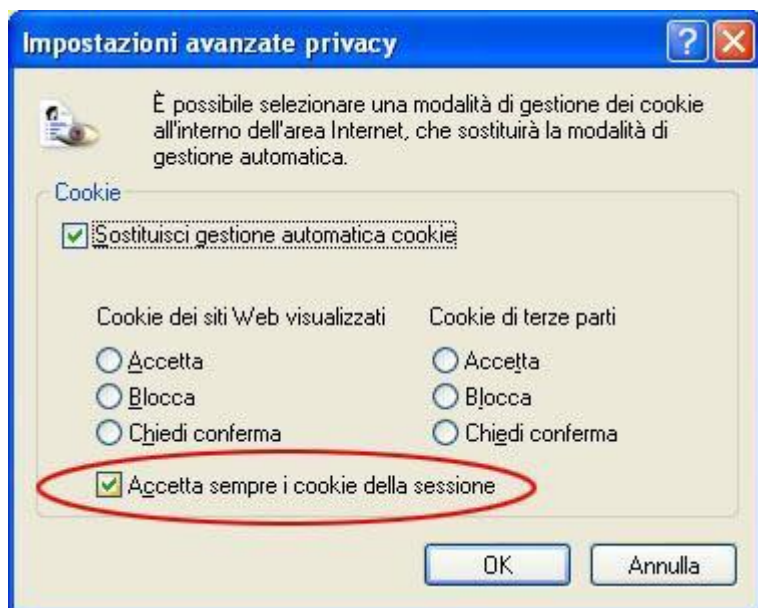 Impostazioni avanzate privacy
È possibile selezionare una modalità di gestione dei cookie
all'interno dell'area Internet, che sostituirà la modalità di
gestione automatica.
Cookie
Sostituisci gestione automatica cookie
Cookie dei siti Web visualizzati
Cookie di terze parti
Accetta
Accetta
Blocca
Blocca
Chiedi conferma
Chiedi conferma
Accetta sempre i cookie della sessione
OK
Annulla